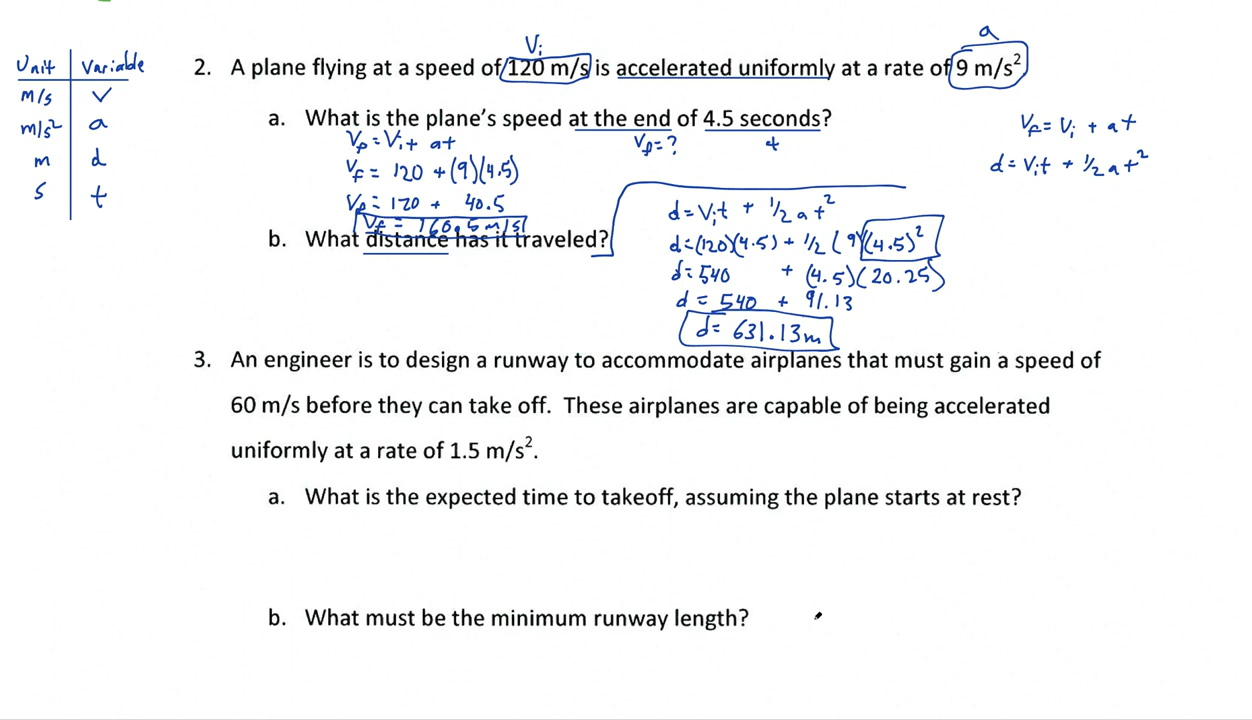 Unit Variable
m/s v
m/s² a
m d
s t
Vi
a
2. A plane flying at a speed of 120 m/s is accelerated uniformly at a rate of 9 m/s²
a. What is the plane's speed at the end of 4.5 seconds?
Vf = Vi + at
Vf = ?
t
Vf = 120 + (9)(4.5)
Vf = 120 + 40.5
Vf = 160.5 m/s
Vf = Vi + at
d = Vit + ½ at²
b. What distance has it traveled?
d = Vit + ½ at²
d = (120)(4.5) + ½ (9)(4.5)²
d = 540 + (4.5)(20.25)
d = 540 + 91.13
d = 631.13m
3. An engineer is to design a runway to accommodate airplanes that must gain a speed of
60 m/s before they can take off. These airplanes are capable of being accelerated
uniformly at a rate of 1.5 m/s².
a. What is the expected time to takeoff, assuming the plane starts at rest?
b. What must be the minimum runway length?